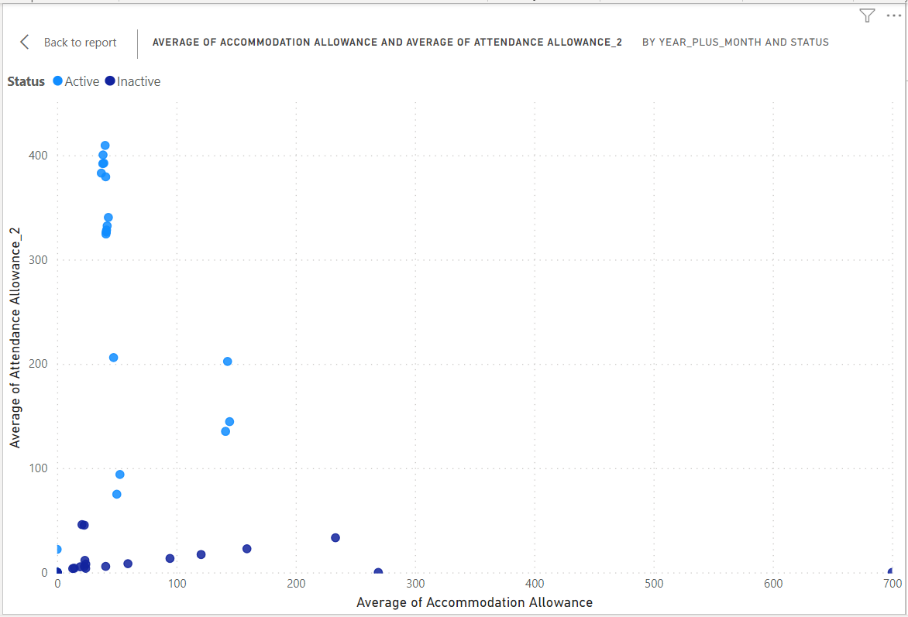 Back to report
AVERAGE OF ACCOMMODATION ALLOWANCE AND AVERAGE OF ATTENDANCE ALLOWANCE_2 BY YEAR_PLUS_MONTH AND STATUS
Status Active Inactive
Average of Attendance Allowance_2
400
300
200
100
0
0 100 200 300 400 500 600 700
Average of Accommodation Allowance